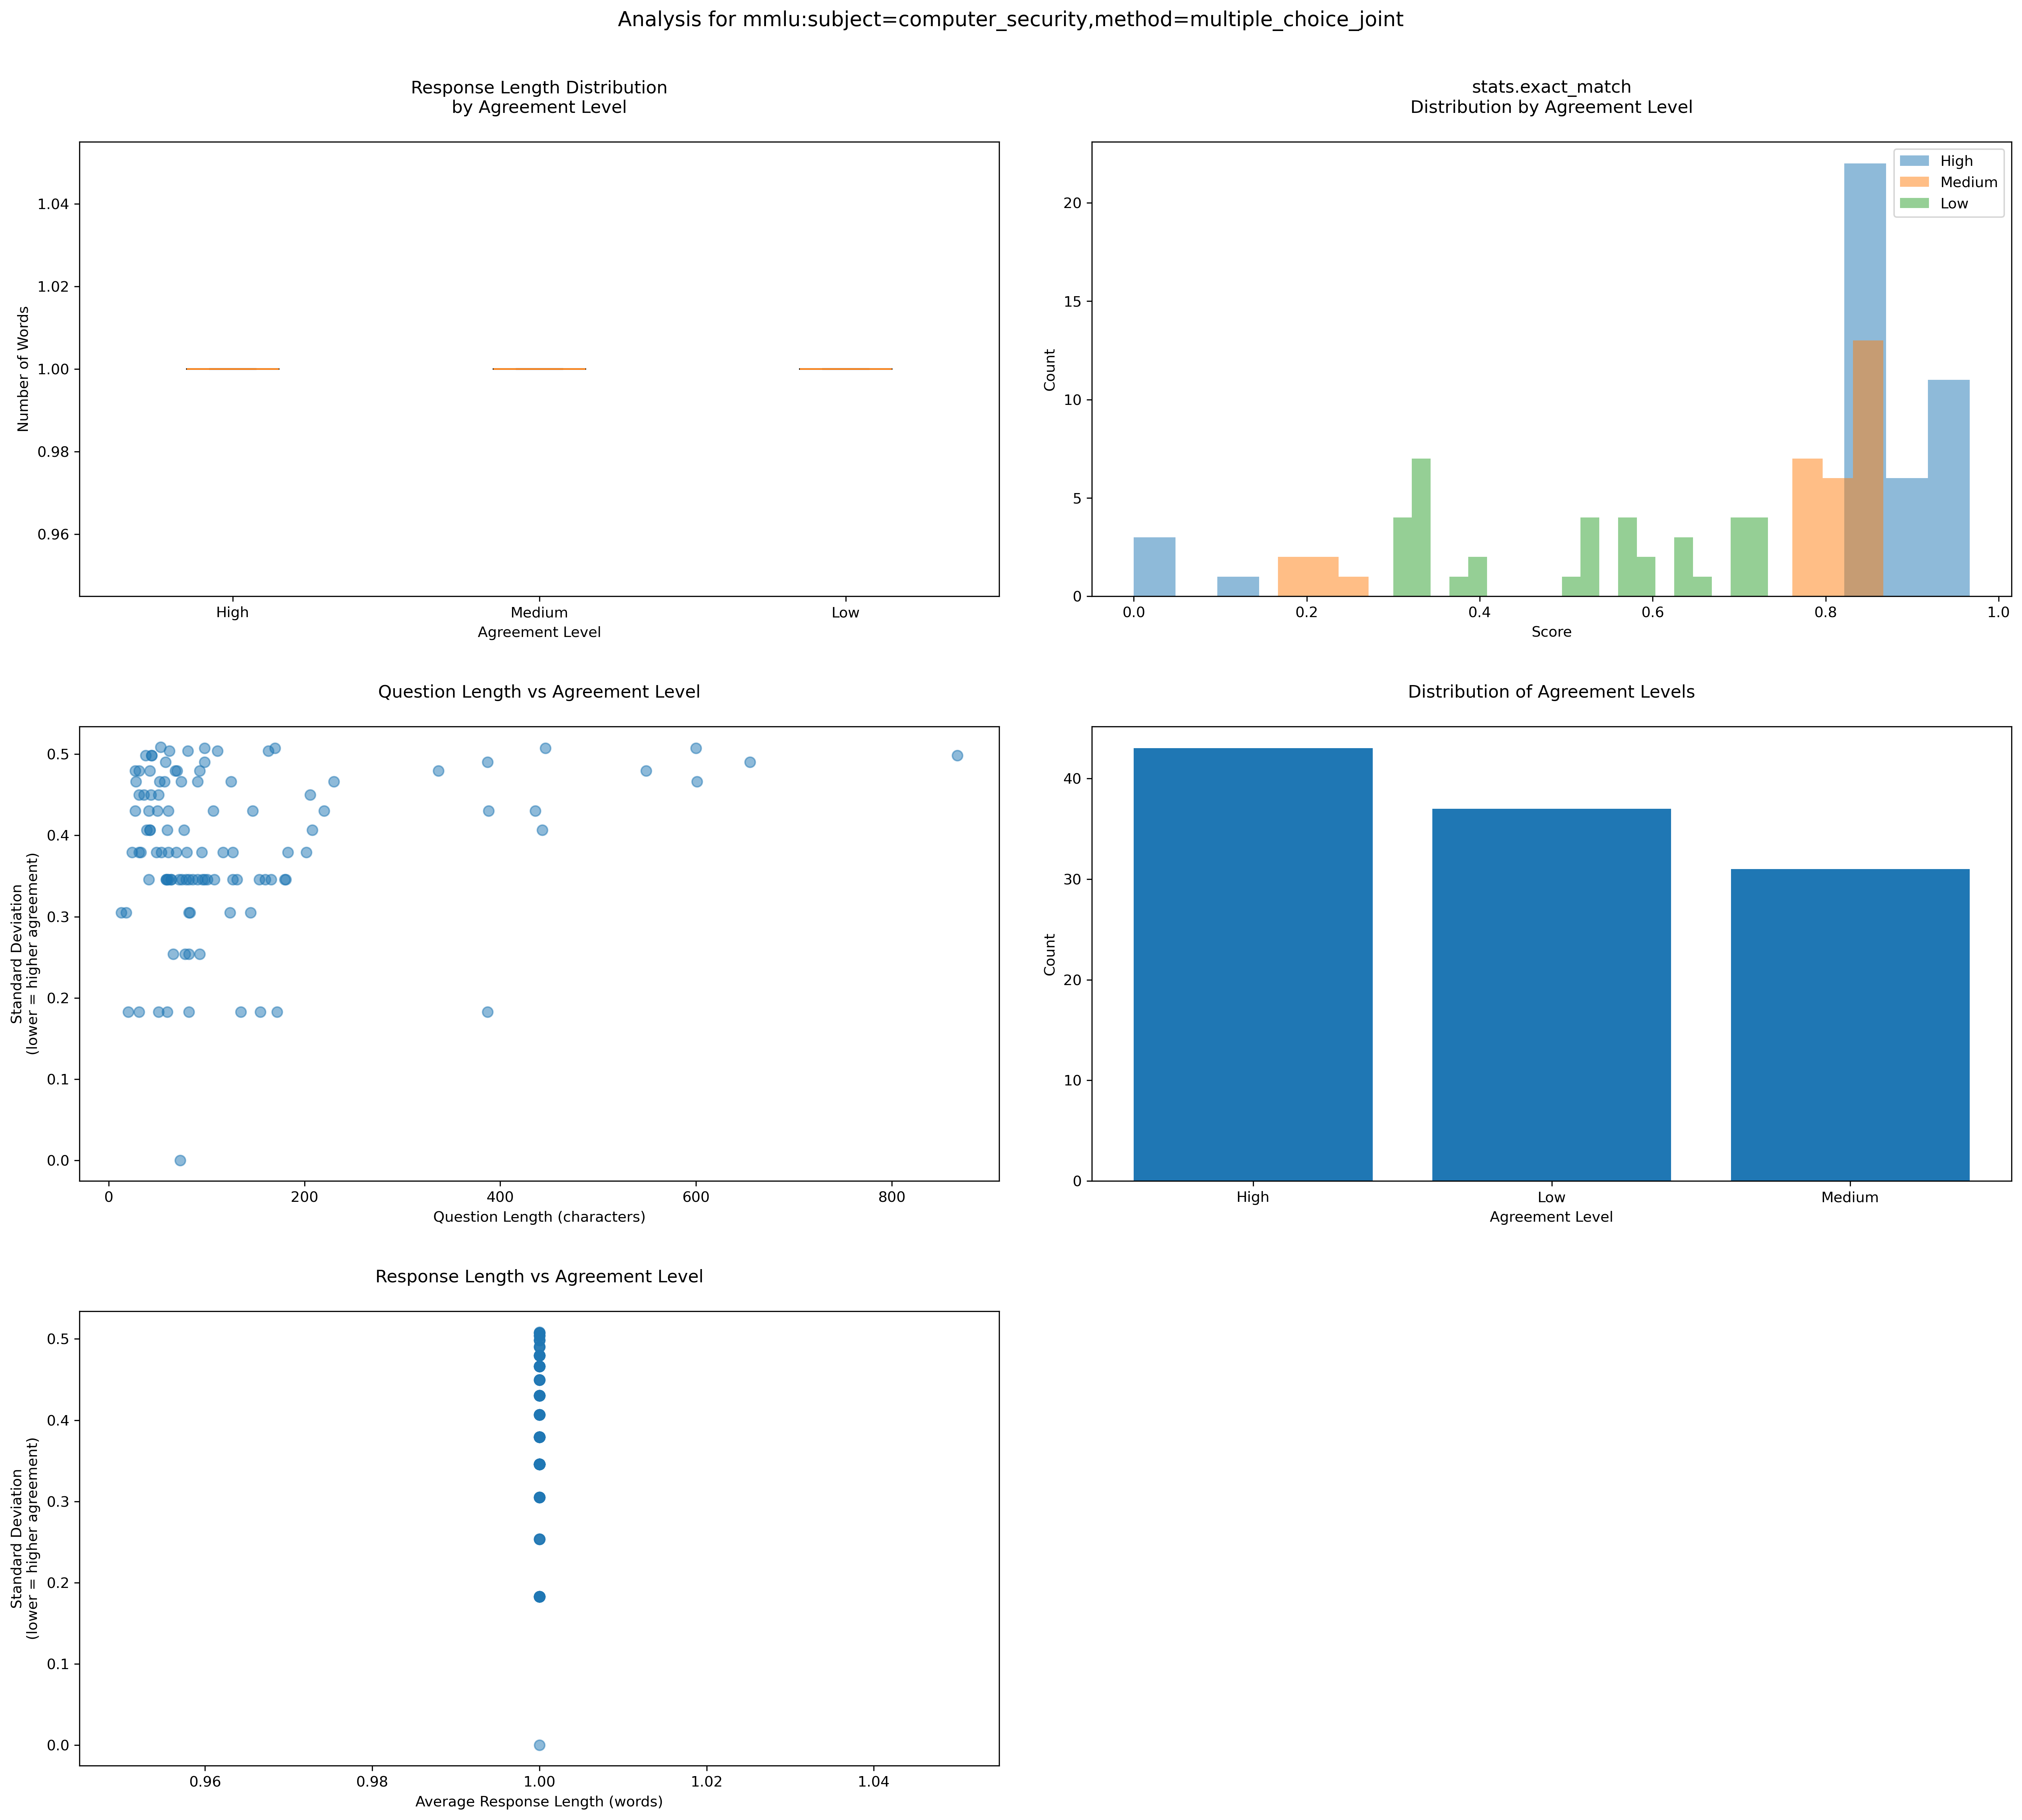 Analysis for mmlu:subject=computer_security,method=multiple_choice_joint
Response Length Distribution
by Agreement Level
Number of Words
1.04
1.02
1.00
0.98
0.96
High
Medium
Low
Agreement Level
stats.exact_match
Distribution by Agreement Level
Count
20
15
10
5
0
0.0
0.2
0.4
0.6
0.8
1.0
Score
High
Medium
Low
Question Length vs Agreement Level
Standard Deviation
(lower = higher agreement)
0.5
0.4
0.3
0.2
0.1
0.0
0
200
400
600
800
Question Length (characters)
Distribution of Agreement Levels
Count
40
30
20
10
0
High
Low
Medium
Agreement Level
Response Length vs Agreement Level
Standard Deviation
(lower = higher agreement)
0.5
0.4
0.3
0.2
0.1
0.0
0.96
0.98
1.00
1.02
1.04
Average Response Length (words)